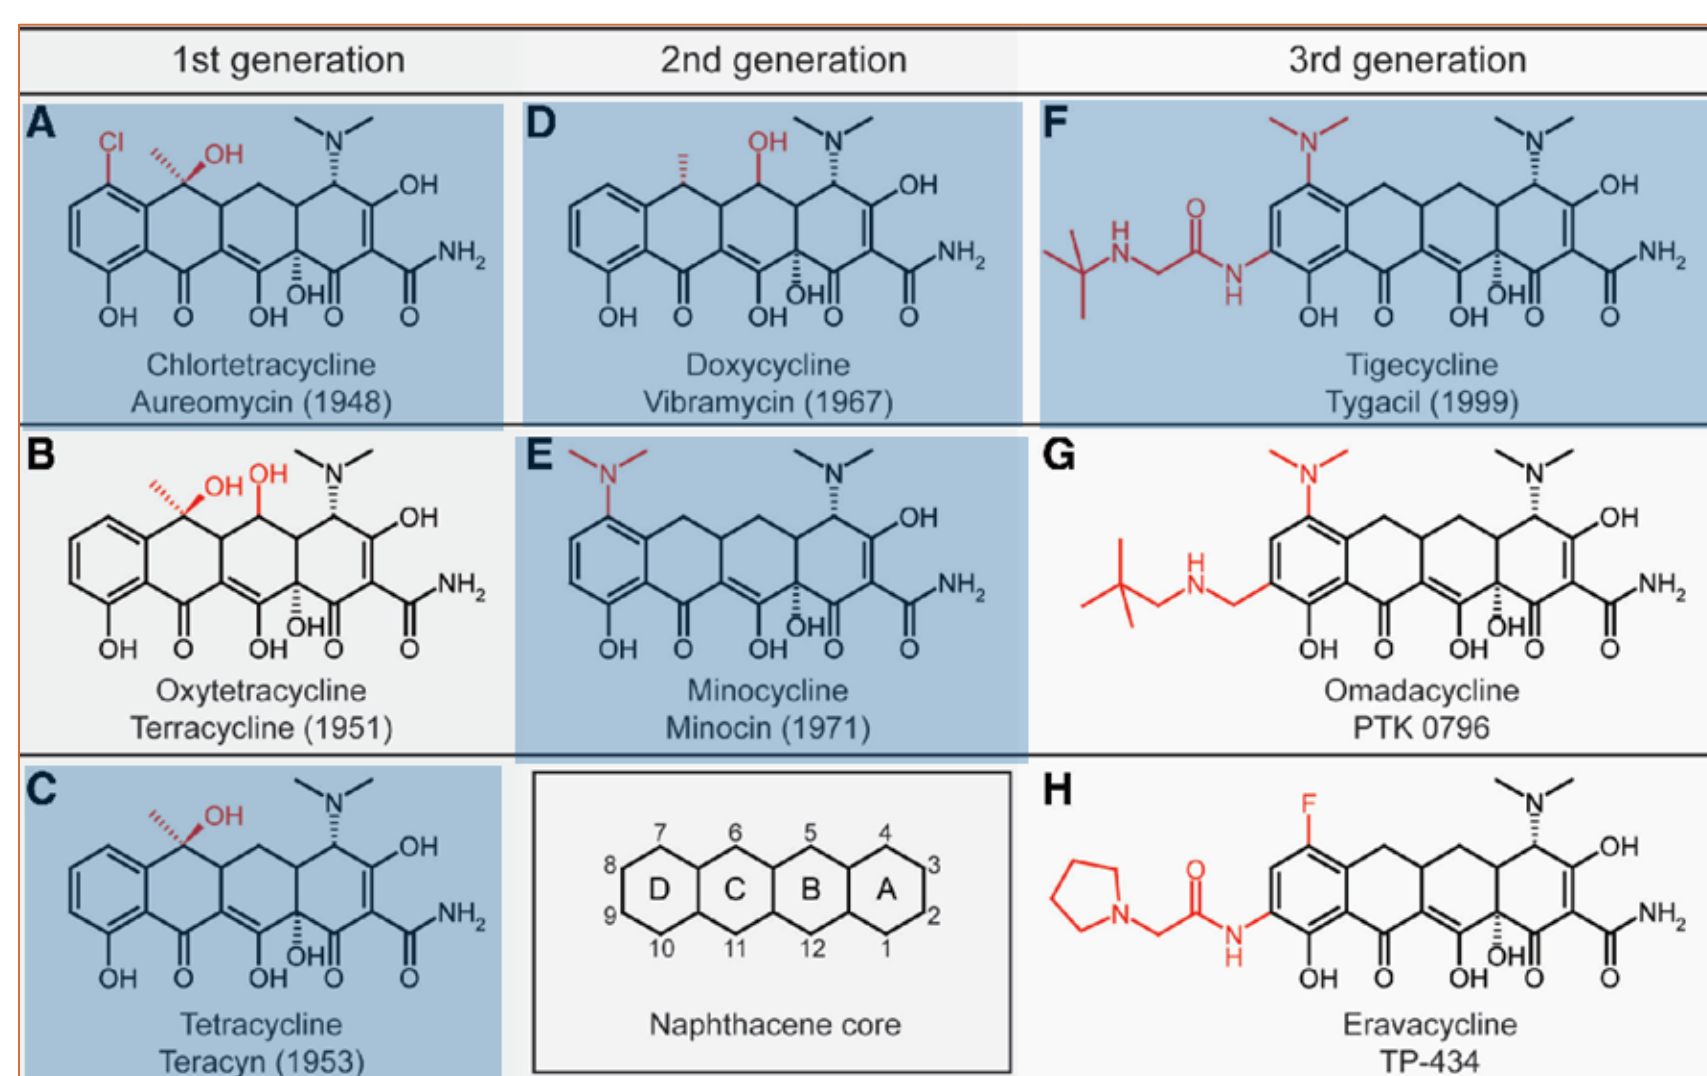 1st generation
2nd generation
3rd generation
A
Cl
OH
N
OH
NH2
OH
O
OH
OH
O
O
Chlortetracycline
Aureomycin (1948)
D
OH
N
OH
NH2
OH
O
OH
OH
O
O
Doxycycline
Vibramycin (1967)
F
N
N
OH
O
H
N
N
H
NH2
OH
O
OH
OH
O
O
Tigecycline
Tygacil (1999)
B
OH
OH
N
OH
NH2
OH
O
OH
OH
O
O
Oxytetracycline
Terracycline (1951)
E
N
N
OH
NH2
OH
O
OH
OH
O
O
Minocycline
Minocin (1971)
G
N
N
OH
H
N
NH2
OH
O
OH
OH
O
O
Omadacycline
PTK 0796
C
OH
N
OH
NH2
OH
O
OH
OH
O
O
Tetracycline
Teracyn (1953)
7 6 5 4
8 3
D C B A
9 2
10 11 12 1
Naphthacene core
H
F
N
OH
O
N
N
H
NH2
OH
O
OH
OH
O
O
Eravacycline
TP-434